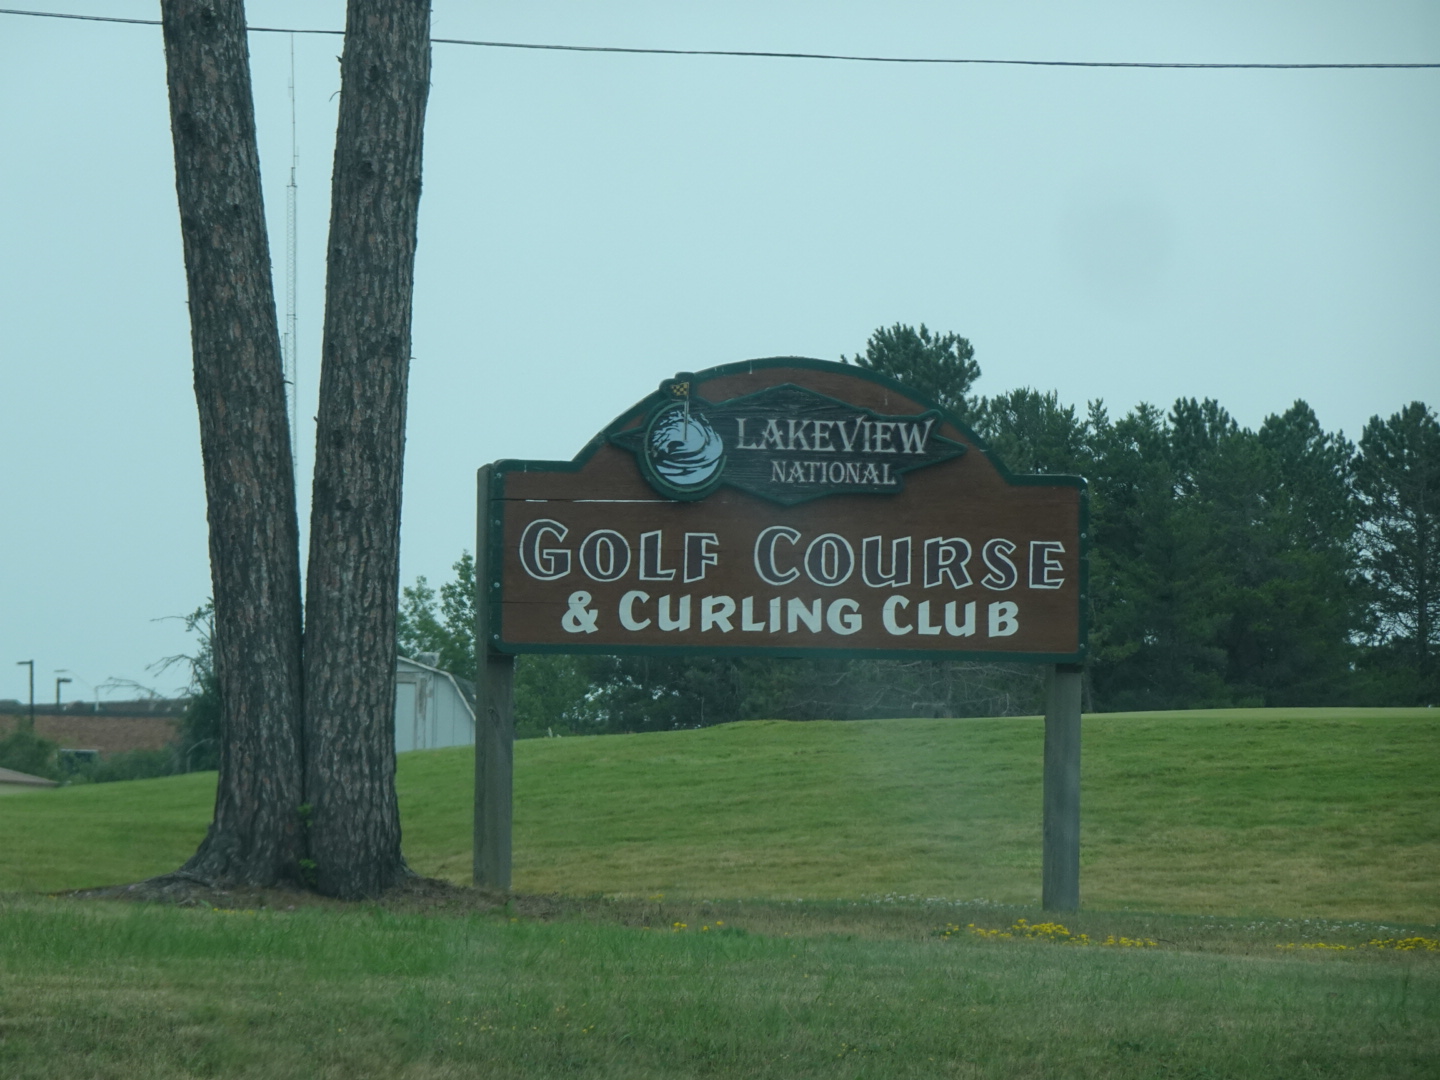 LAKEVIEW
NATIONAL
GOLF COURSE
& CURLING CLUB